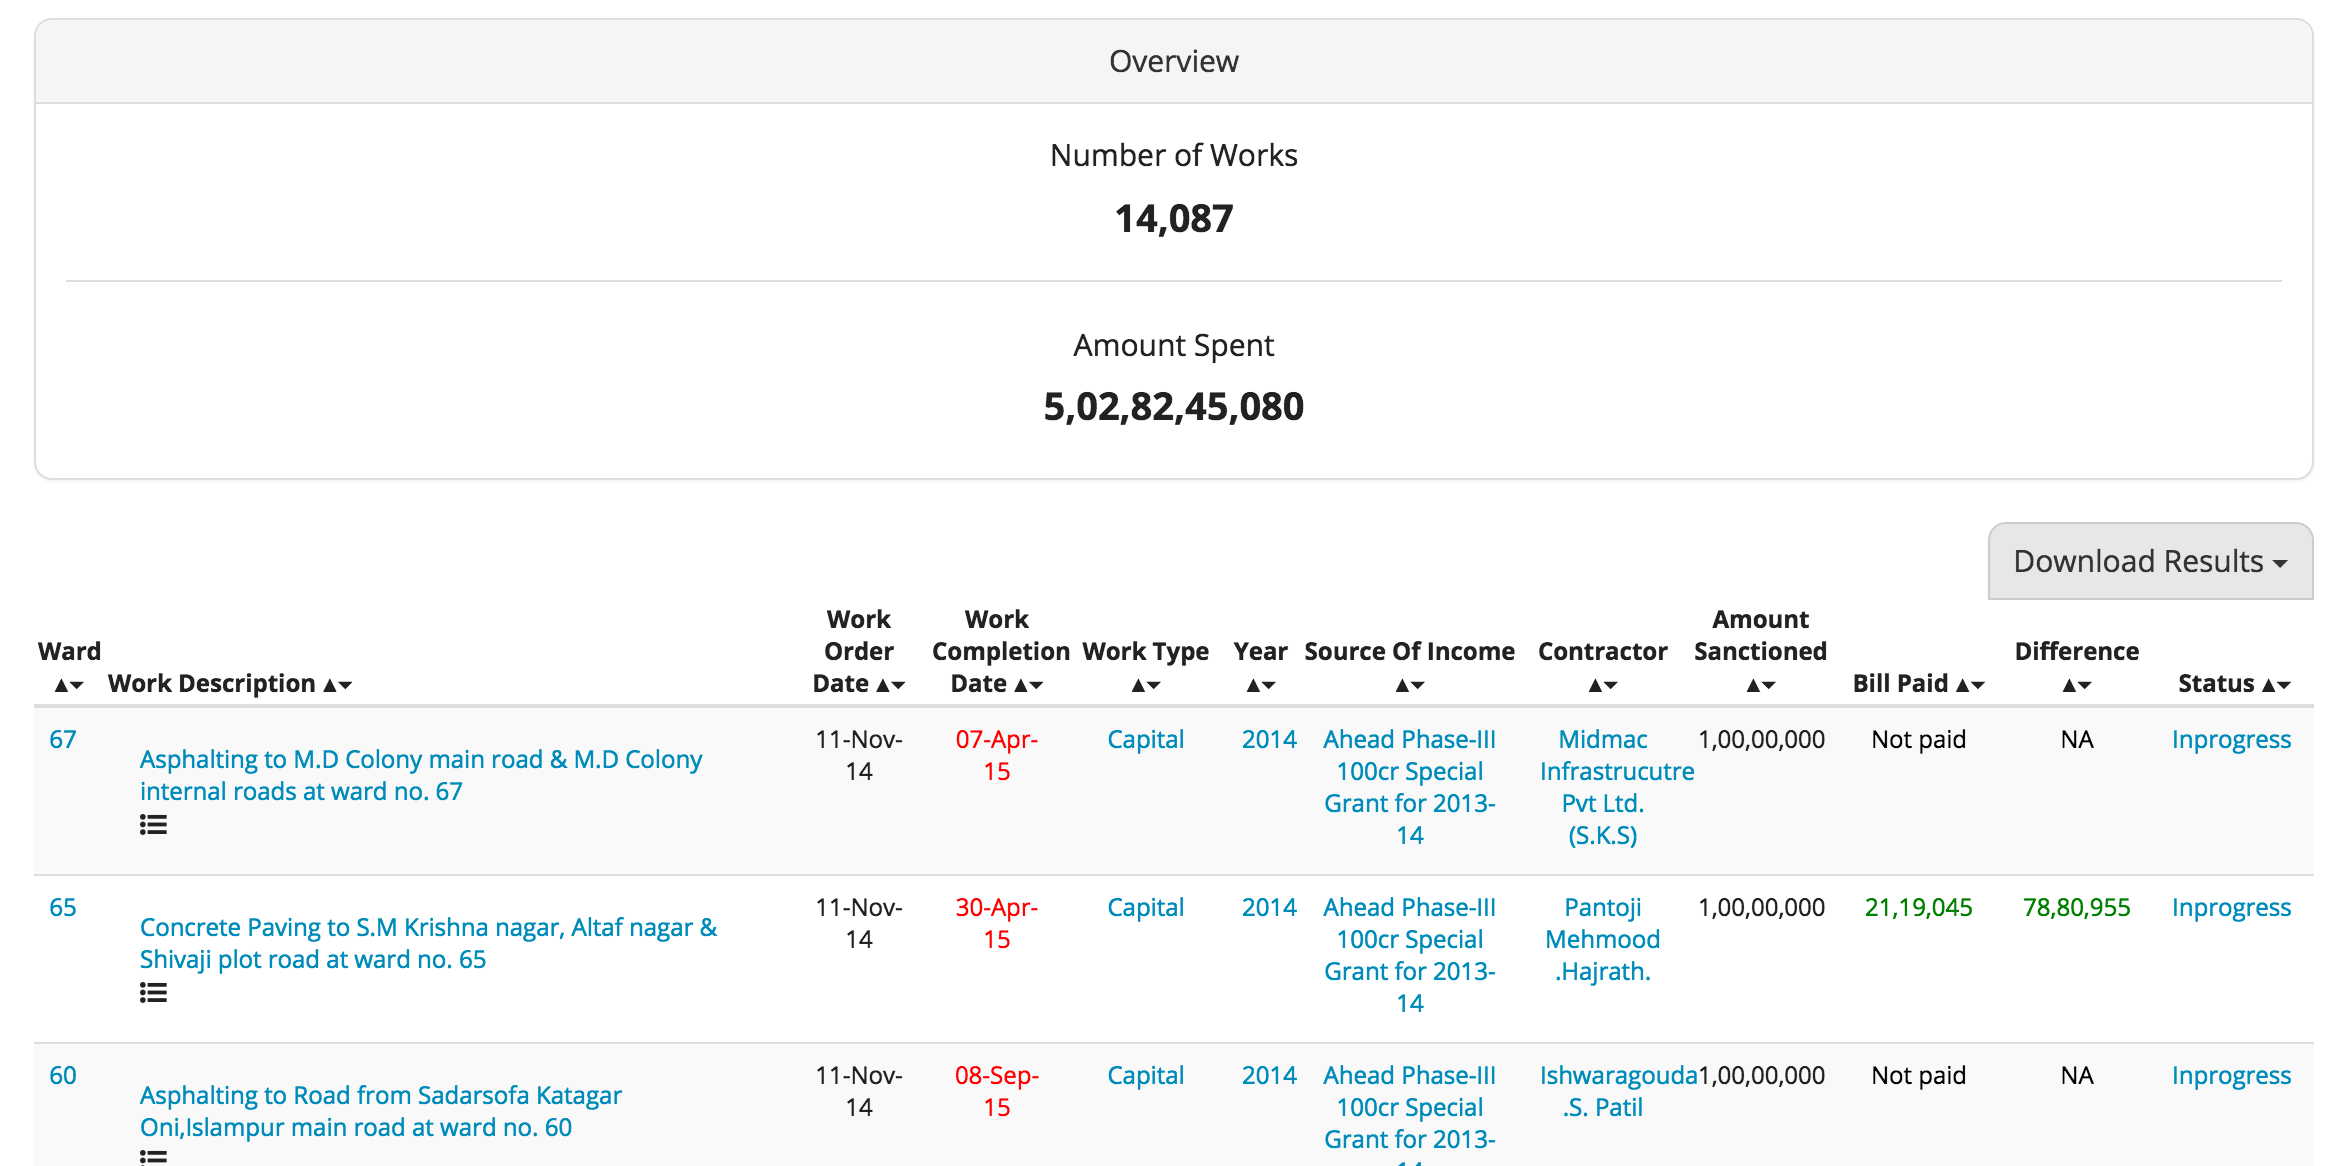 Overview
Number of Works
14,087
Amount Spent
5,02,82,45,080
Download Results
Ward
Work Description
Work
Order
Date
Work
Completion
Date
Work Type
Year
Source Of Income
Contractor
Amount
Sanctioned
Bill Paid
Difference
Status
67
Asphalting to M.D Colony main road & M.D Colony
internal roads at ward no. 67
11-Nov-
14
07-Apr-
15
Capital
2014
Ahead Phase-III
100cr Special
Grant for 2013-
14
Midmac
Infrastrucutre
Pvt Ltd.
(S.K.S)
1,00,00,000
Not paid
NA
Inprogress
65
Concrete Paving to S.M Krishna nagar, Altaf nagar &
Shivaji plot road at ward no. 65
11-Nov-
14
30-Apr-
15
Capital
2014
Ahead Phase-III
100cr Special
Grant for 2013-
14
Pantoji
Mehmood
.Hajrath.
1,00,00,000
21,19,045
78,80,955
Inprogress
60
Asphalting to Road from Sadarsofa Katagar
Oni,Islampur main road at ward no. 60
11-Nov-
14
08-Sep-
15
Capital
2014
Ahead Phase-III
100cr Special
Grant for 2013-
Ishwaragouda
.S. Patil
1,00,00,000
Not paid
NA
Inprogress